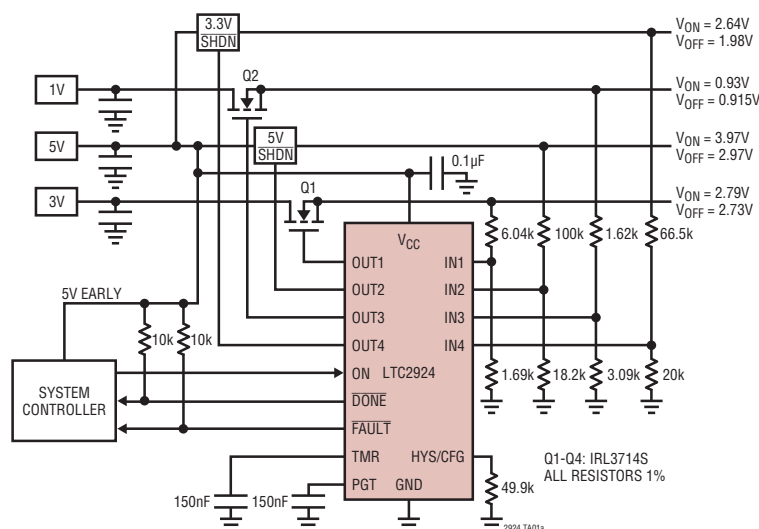 3.3V
SHDN
V_ON = 2.64V
V_OFF = 1.98V
1V
Q2
V_ON = 0.93V
V_OFF = 0.915V
5V
5V
SHDN
V_ON = 3.97V
V_OFF = 2.97V
0.1µF
3V
Q1
V_ON = 2.79V
V_OFF = 2.73V
6.04k
100k
1.62k
66.5k
V_CC
OUT1
IN1
5V EARLY
OUT2
IN2
10k
10k
OUT3
IN3
OUT4
IN4
SYSTEM
CONTROLLER
ON
LTC2924
1.69k
18.2k
3.09k
20k
DONE
FAULT
TMR
HYS/CFG
Q1-Q4: IRL3714S
ALL RESISTORS 1%
150nF
150nF
PGT
GND
49.9k
2924 TA01a